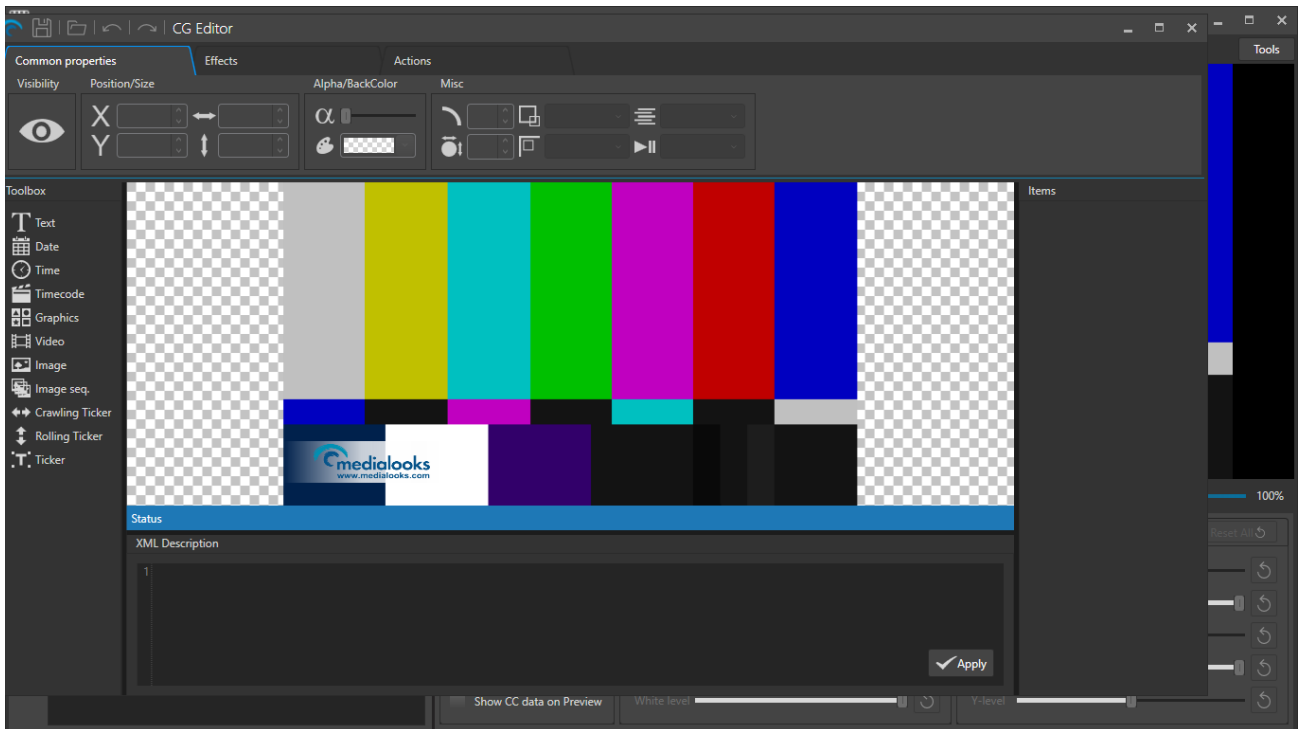 CG Editor
Tools
Common properties
Effects
Actions
Visibility
Position/Size
Alpha/BackColor
Misc
X
α
Y
Toolbox
Items
Text
Date
Time
Timecode
Graphics
Video
Image
Image seq.
Crawling Ticker
Rolling Ticker
Ticker
medialooks
www.medialooks.com
100%
Status
Reset All
XML Description
1
Apply
Show CC data on Preview
White level
Y-level